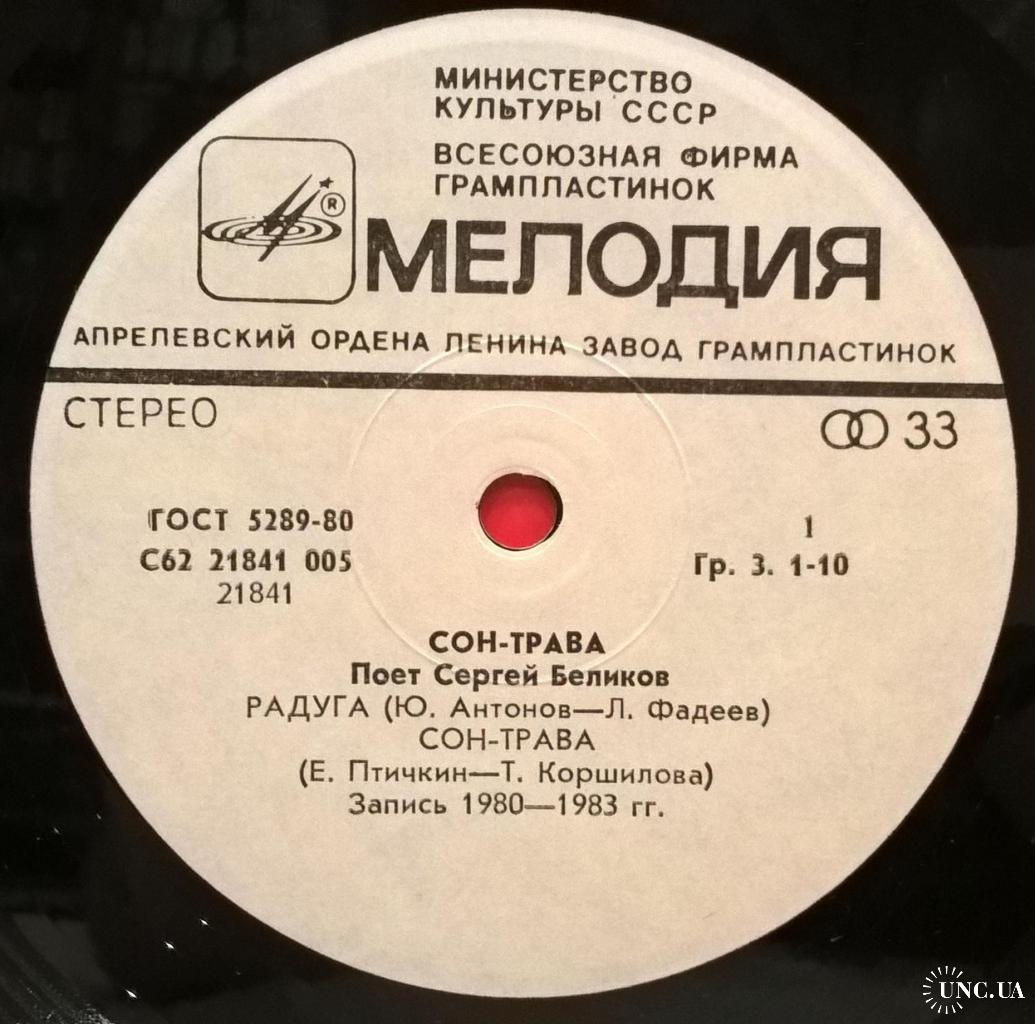 МИНИСТЕРСТВО
КУЛЬТУРЫ СССР
ВСЕСОЮЗНАЯ ФИРМА
ГРАМПЛАСТИНОК
®
МЕЛОДИЯ
АПРЕЛЕВСКИЙ ОРДЕНА ЛЕНИНА ЗАВОД ГРАМПЛАСТИНОК
СТЕРЕО
33
ГОСТ 5289-80
1
С62 21841 005
Гр. 3. 1-10
21841
СОН-ТРАВА
Поет Сергей Беликов
РАДУГА (Ю. Антонов—Л. Фадеев)
СОН-ТРАВА
(Е. Птичкин—Т. Коршилова)
Запись 1980—1983 гг.
UNC.UA